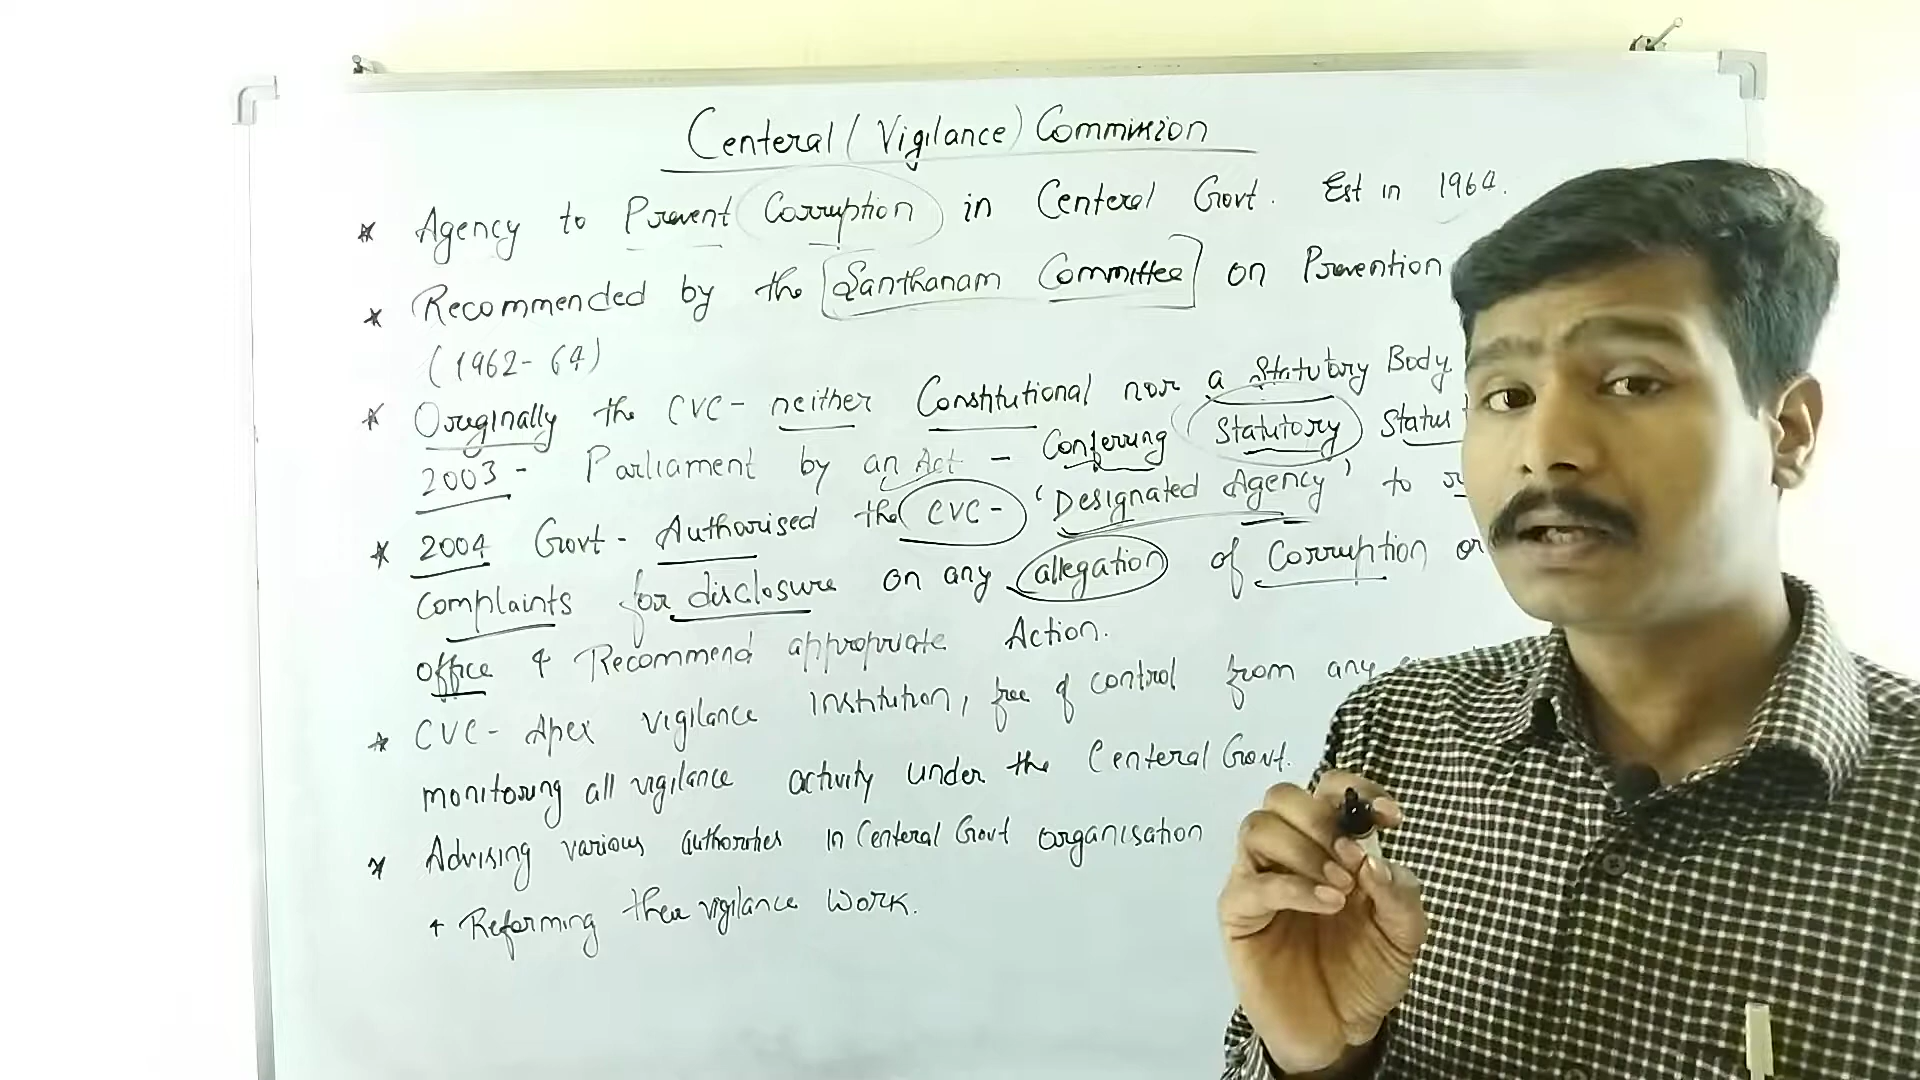 Centeral (Vigilance) Commission
* Agency to Prevent Corruption in Centeral Govt. Est in 1964.
* Recommended by the Santhanam Committee on Prevention
(1962-64)
* Originally the CVC - neither Constitutional nor a Statutory Body
2003 - Parliament by an Act - Conferring Statutory Status
* 2004 Govt - Authorised the CVC - 'Designated Agency' to
Complaints for disclosure on any allegation of Corruption or
office & Recommend appropriate Action.
* CVC - Apex vigilance institution, free of control from any
monitoring all vigilance activity under the Centeral Govt.
* Advising various authorities in Centeral Govt organisation
& Reforming their vigilance work.